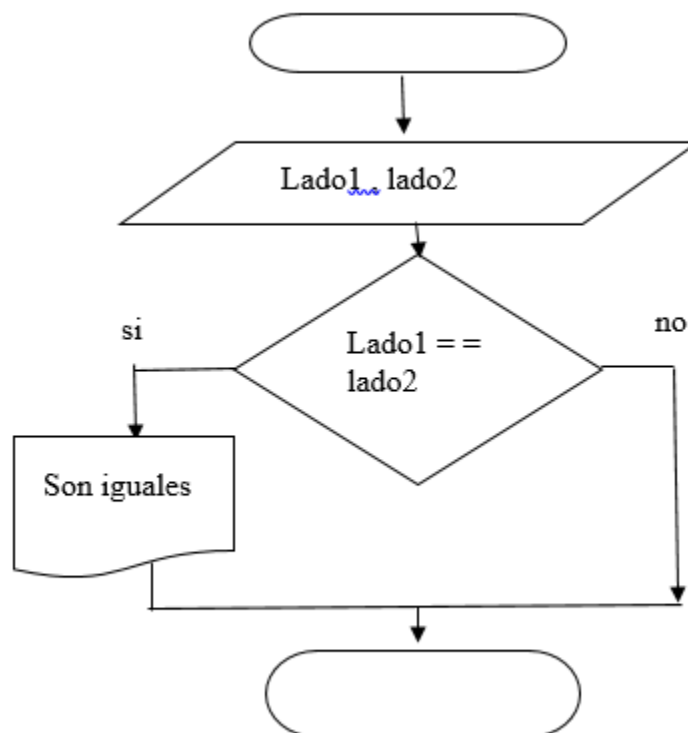 Lado1 , lado2
si
no
Lado1 = =
lado2
Son iguales